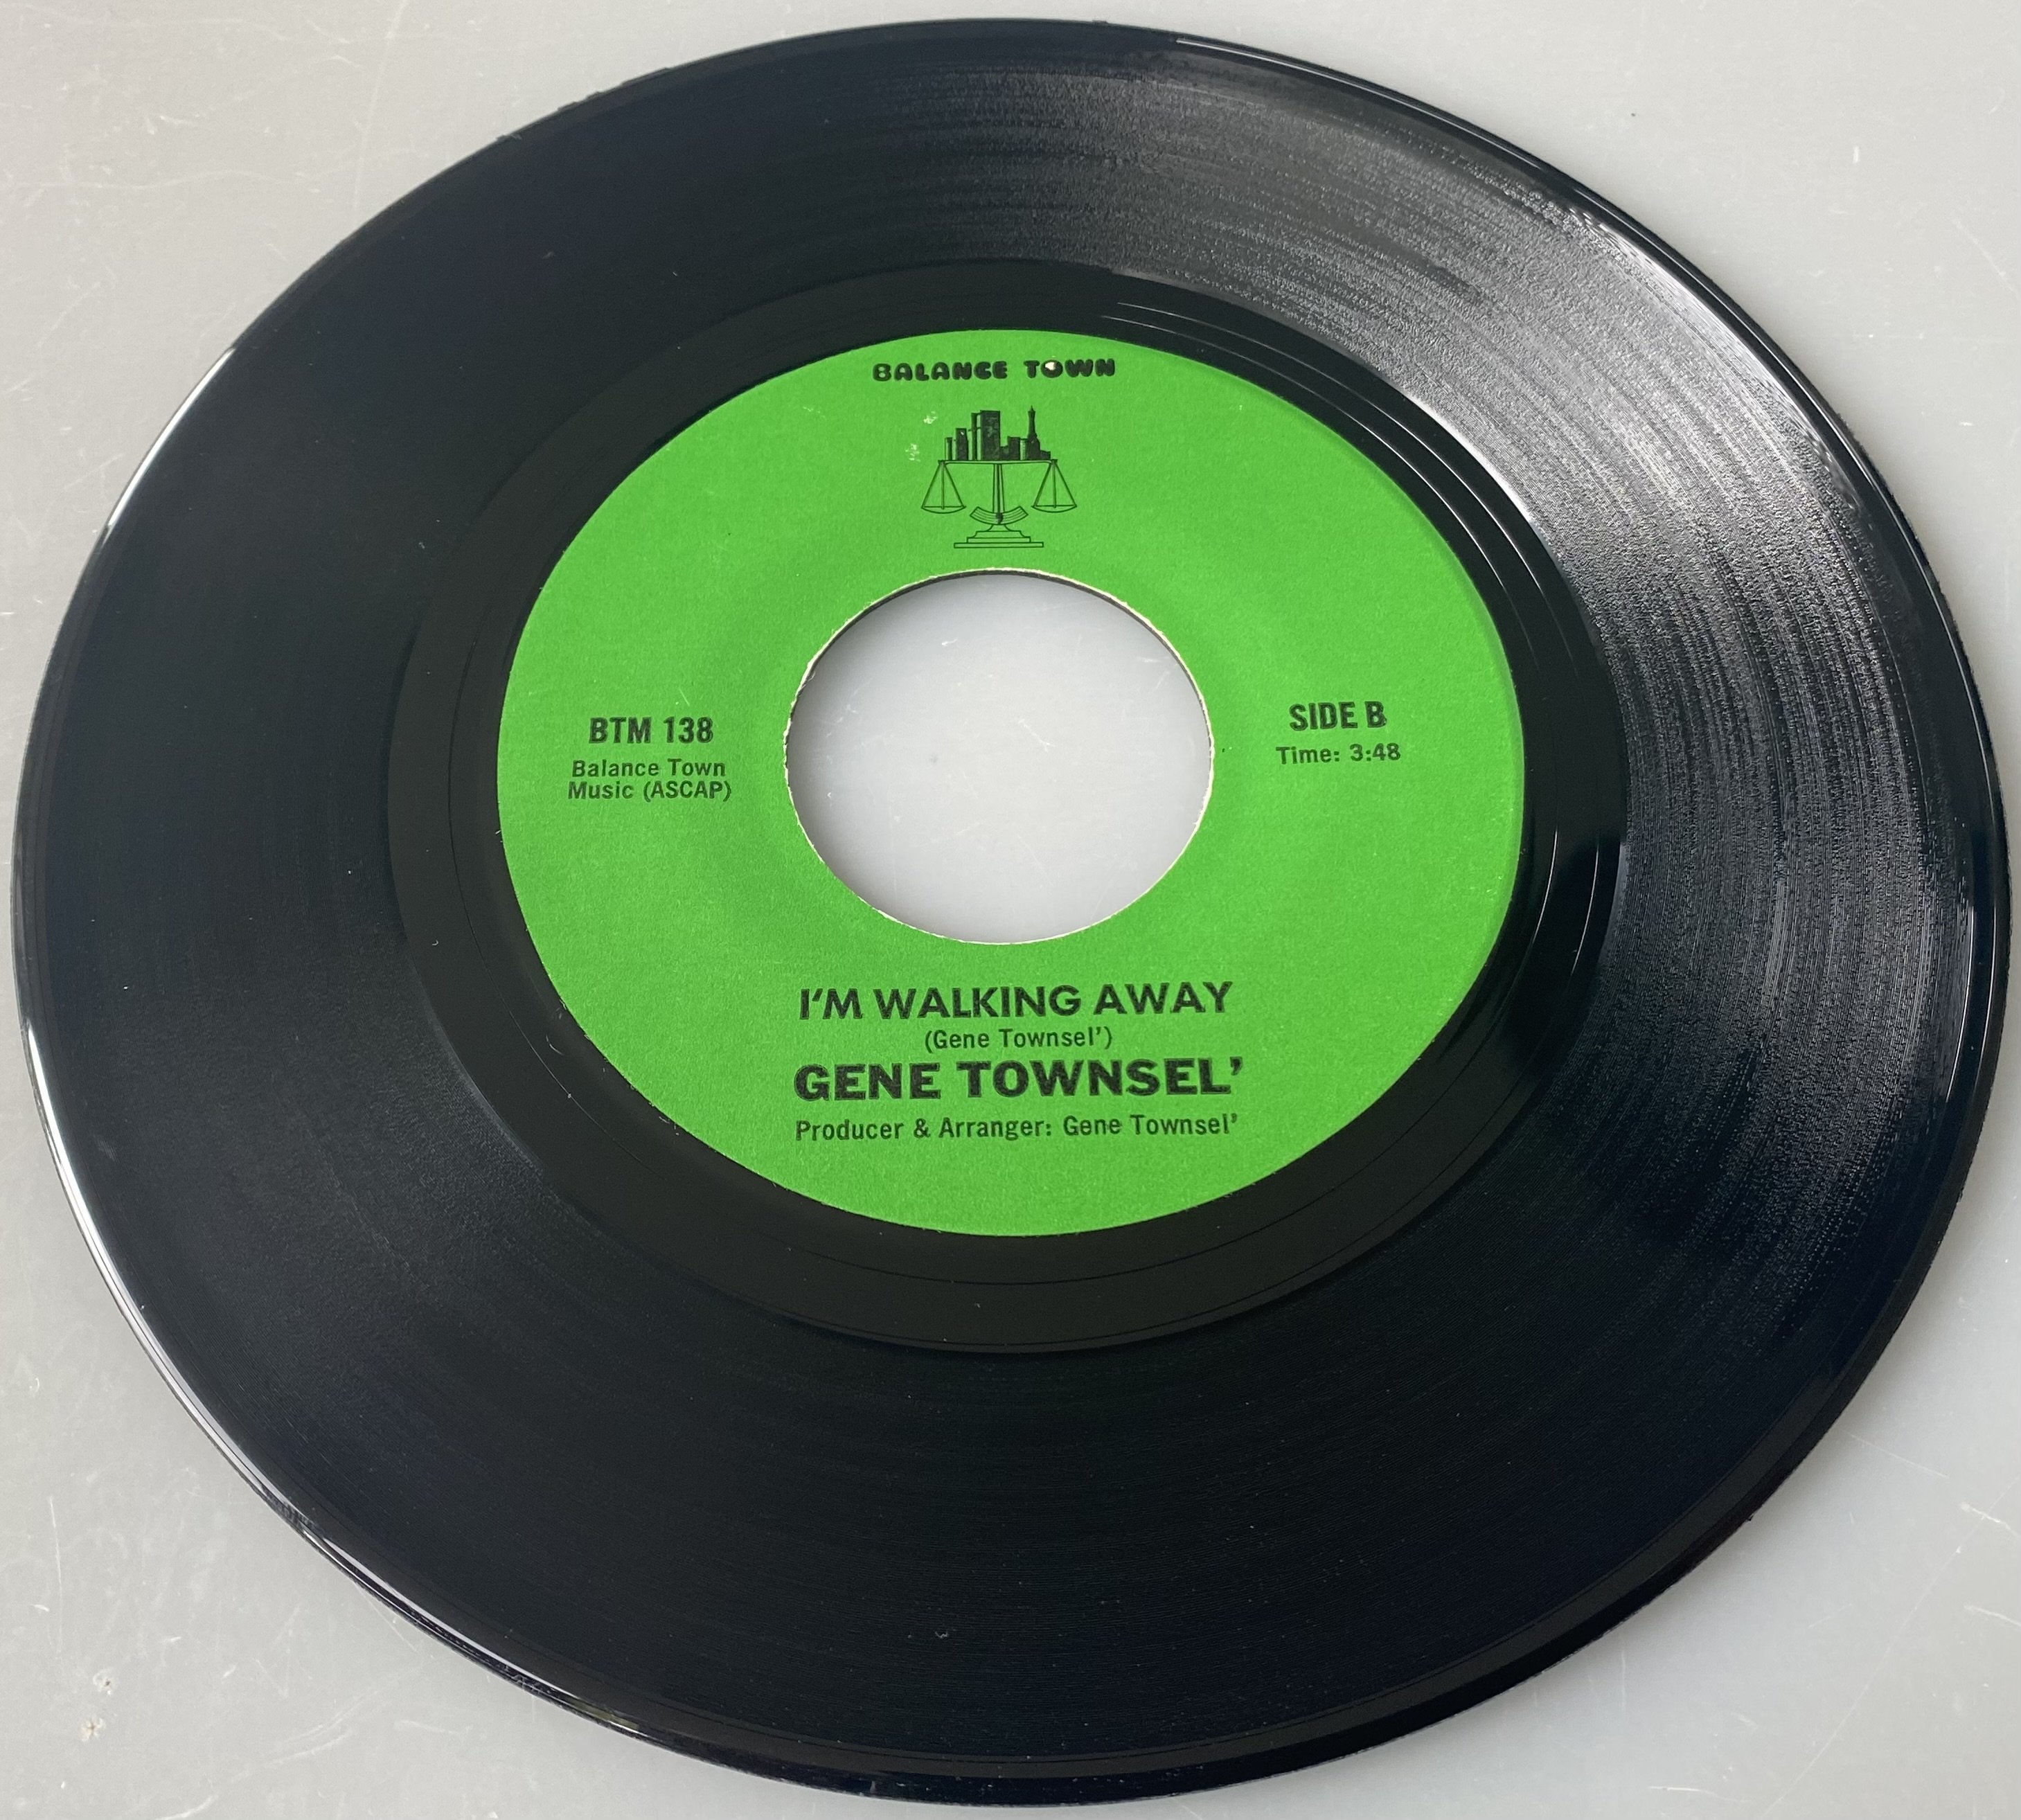 BALANCE TOWN
BTM 138
Balance Town
Music (ASCAP)
SIDE B
Time: 3:48
I'M WALKING AWAY
(Gene Townsel')
GENE TOWNSEL'
Producer & Arranger: Gene Townsel'